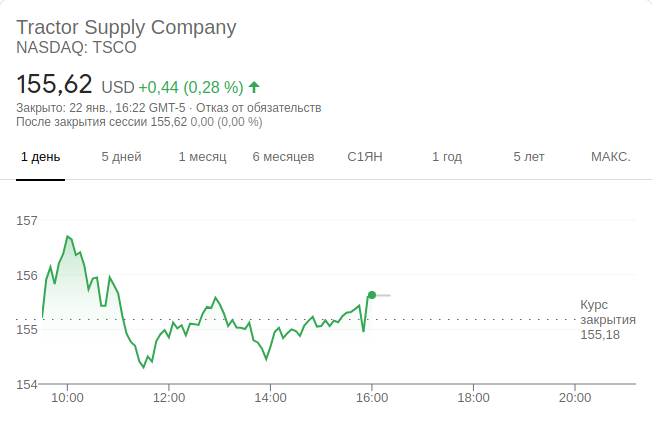 Tractor Supply Company
NASDAQ: TSCO
155,62 USD +0,44 (0,28 %)
Закрыто: 22 янв., 16:22 GMT-5 · Отказ от обязательств
После закрытия сессии 155,62 0,00 (0,00 %)
1 день 5 дней 1 месяц 6 месяцев С1ЯН 1 год 5 лет МАКС.
157
156
155
154
Курс
закрытия
155,18
10:00 12:00 14:00 16:00 18:00 20:00